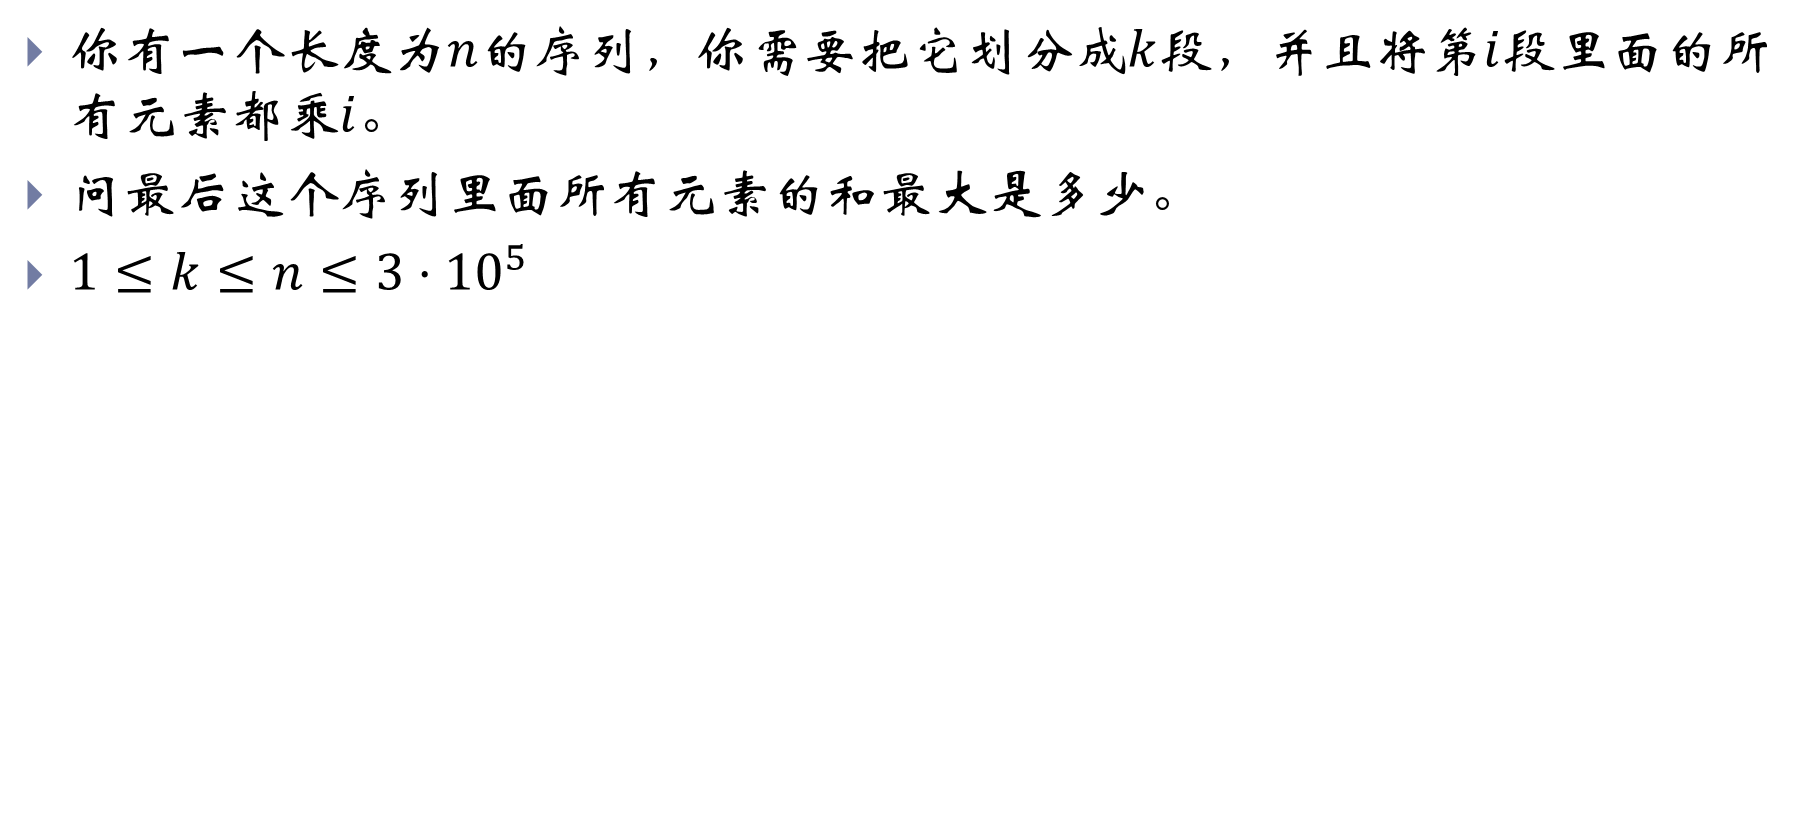 你有一个长度为n的序列，你需要把它划分成k段，并且将第i段里面的所
有元素都乘i。
问最后这个序列里面所有元素的和最大是多少。
1 ≤ k ≤ n ≤ 3 · 10⁵